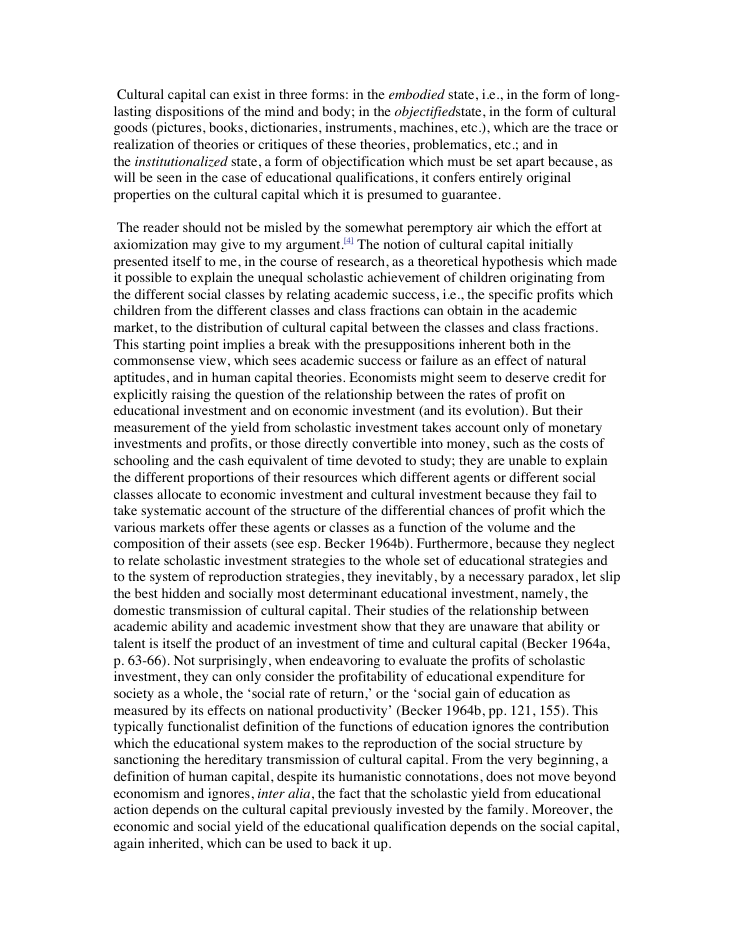 Cultural capital can exist in three forms: in the embodied state, i.e., in the form of long-
lasting dispositions of the mind and body; in the objectifiedstate, in the form of cultural
goods (pictures, books, dictionaries, instruments, machines, etc.), which are the trace or
realization of theories or critiques of these theories, problematics, etc.; and in
the institutionalized state, a form of objectification which must be set apart because, as
will be seen in the case of educational qualifications, it confers entirely original
properties on the cultural capital which it is presumed to guarantee.
The reader should not be misled by the somewhat peremptory air which the effort at
axiomization may give to my argument.[4] The notion of cultural capital initially
presented itself to me, in the course of research, as a theoretical hypothesis which made
it possible to explain the unequal scholastic achievement of children originating from
the different social classes by relating academic success, i.e., the specific profits which
children from the different classes and class fractions can obtain in the academic
market, to the distribution of cultural capital between the classes and class fractions.
This starting point implies a break with the presuppositions inherent both in the
commonsense view, which sees academic success or failure as an effect of natural
aptitudes, and in human capital theories. Economists might seem to deserve credit for
explicitly raising the question of the relationship between the rates of profit on
educational investment and on economic investment (and its evolution). But their
measurement of the yield from scholastic investment takes account only of monetary
investments and profits, or those directly convertible into money, such as the costs of
schooling and the cash equivalent of time devoted to study; they are unable to explain
the different proportions of their resources which different agents or different social
classes allocate to economic investment and cultural investment because they fail to
take systematic account of the structure of the differential chances of profit which the
various markets offer these agents or classes as a function of the volume and the
composition of their assets (see esp. Becker 1964b). Furthermore, because they neglect
to relate scholastic investment strategies to the whole set of educational strategies and
to the system of reproduction strategies, they inevitably, by a necessary paradox, let slip
the best hidden and socially most determinant educational investment, namely, the
domestic transmission of cultural capital. Their studies of the relationship between
academic ability and academic investment show that they are unaware that ability or
talent is itself the product of an investment of time and cultural capital (Becker 1964a,
p. 63-66). Not surprisingly, when endeavoring to evaluate the profits of scholastic
investment, they can only consider the profitability of educational expenditure for
society as a whole, the ‘social rate of return,’ or the ‘social gain of education as
measured by its effects on national productivity’ (Becker 1964b, pp. 121, 155). This
typically functionalist definition of the functions of education ignores the contribution
which the educational system makes to the reproduction of the social structure by
sanctioning the hereditary transmission of cultural capital. From the very beginning, a
definition of human capital, despite its humanistic connotations, does not move beyond
economism and ignores, inter alia, the fact that the scholastic yield from educational
action depends on the cultural capital previously invested by the family. Moreover, the
economic and social yield of the educational qualification depends on the social capital,
again inherited, which can be used to back it up.